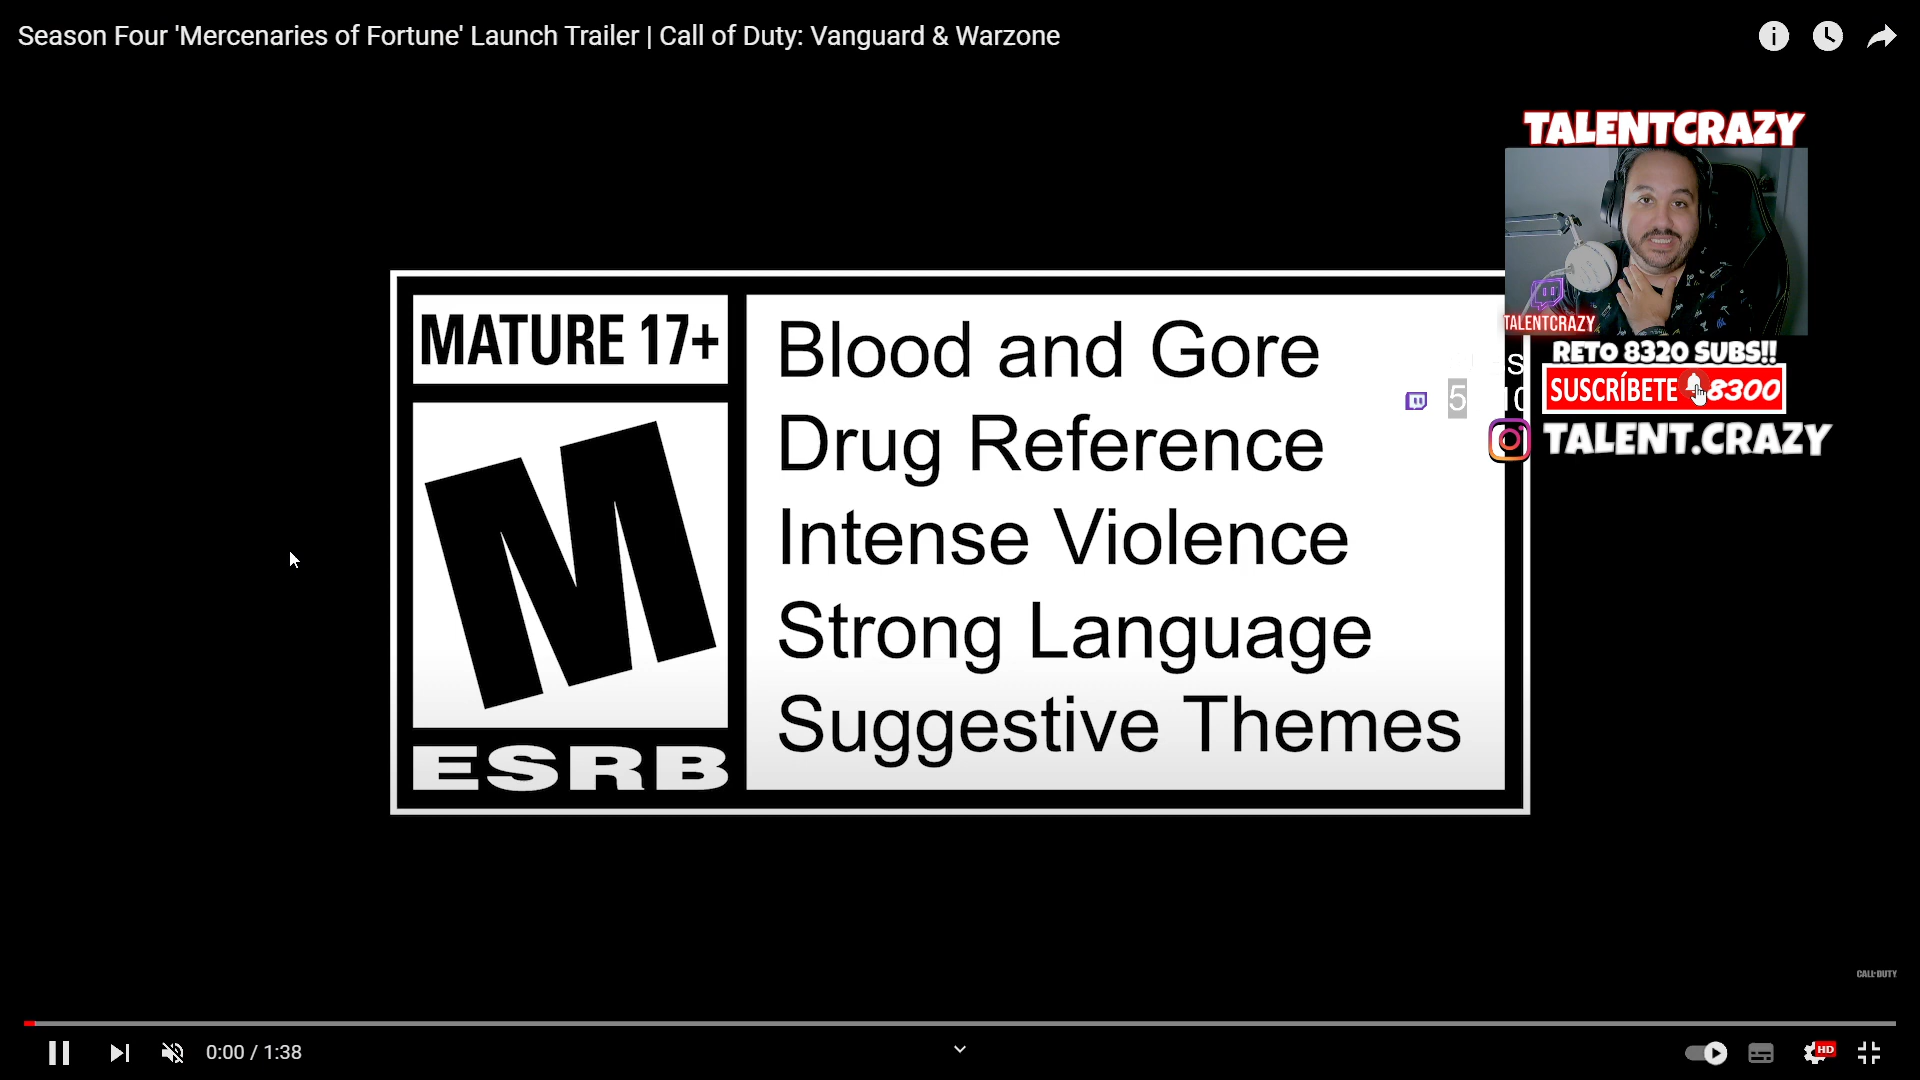 Season Four 'Mercenaries of Fortune' Launch Trailer | Call of Duty: Vanguard & Warzone
TALENTCRAZY
TALENTCRAZY
RETO 8320 SUBS!!
SUSCRÍBETE 8300
TALENT.CRAZY
5
MATURE 17+
M
ESRB
Blood and Gore
Drug Reference
Intense Violence
Strong Language
Suggestive Themes
CALL·DUTY
0:00 / 1:38
HD